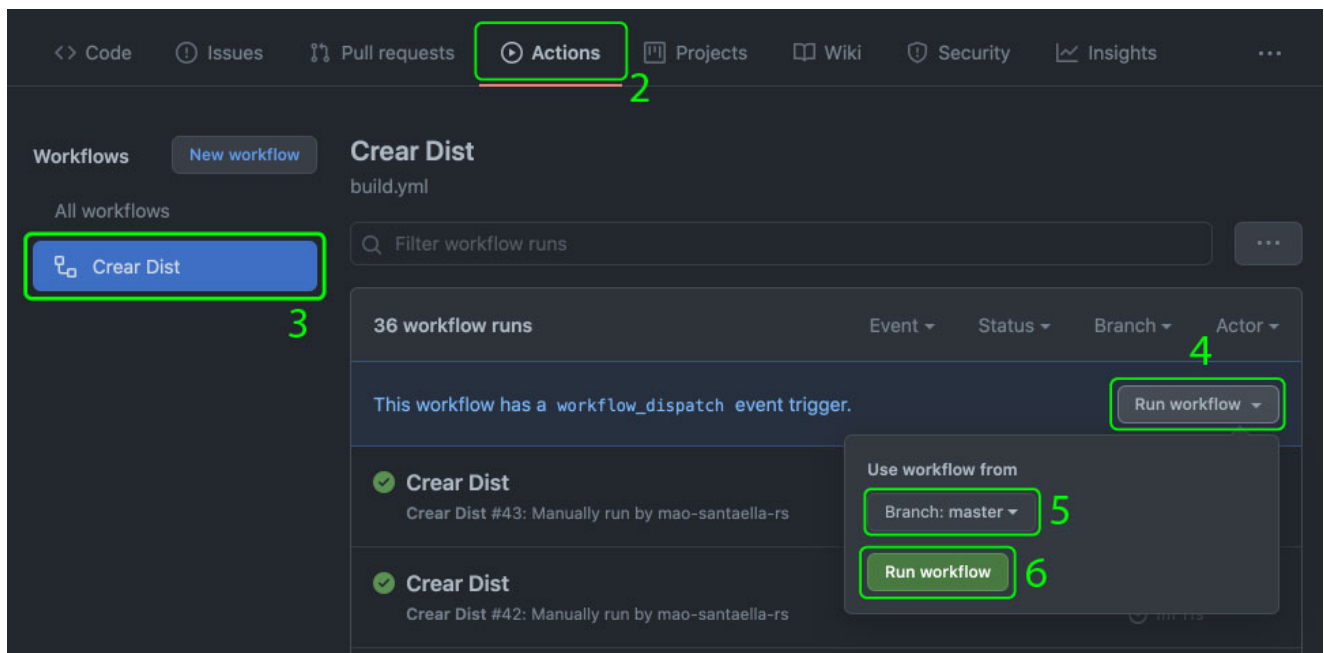 Code Issues Pull requests Actions Projects Wiki Security Insights ...
2
Workflows New workflow
Crear Dist
build.yml
All workflows
Filter workflow runs ...
Crear Dist
3
36 workflow runs Event Status Branch Actor
4
This workflow has a workflow_dispatch event trigger. Run workflow
Use workflow from
Crear Dist
Crear Dist #43: Manually run by mao-santaella-rs
Branch: master 5
Run workflow 6
Crear Dist
Crear Dist #42: Manually run by mao-santaella-rs